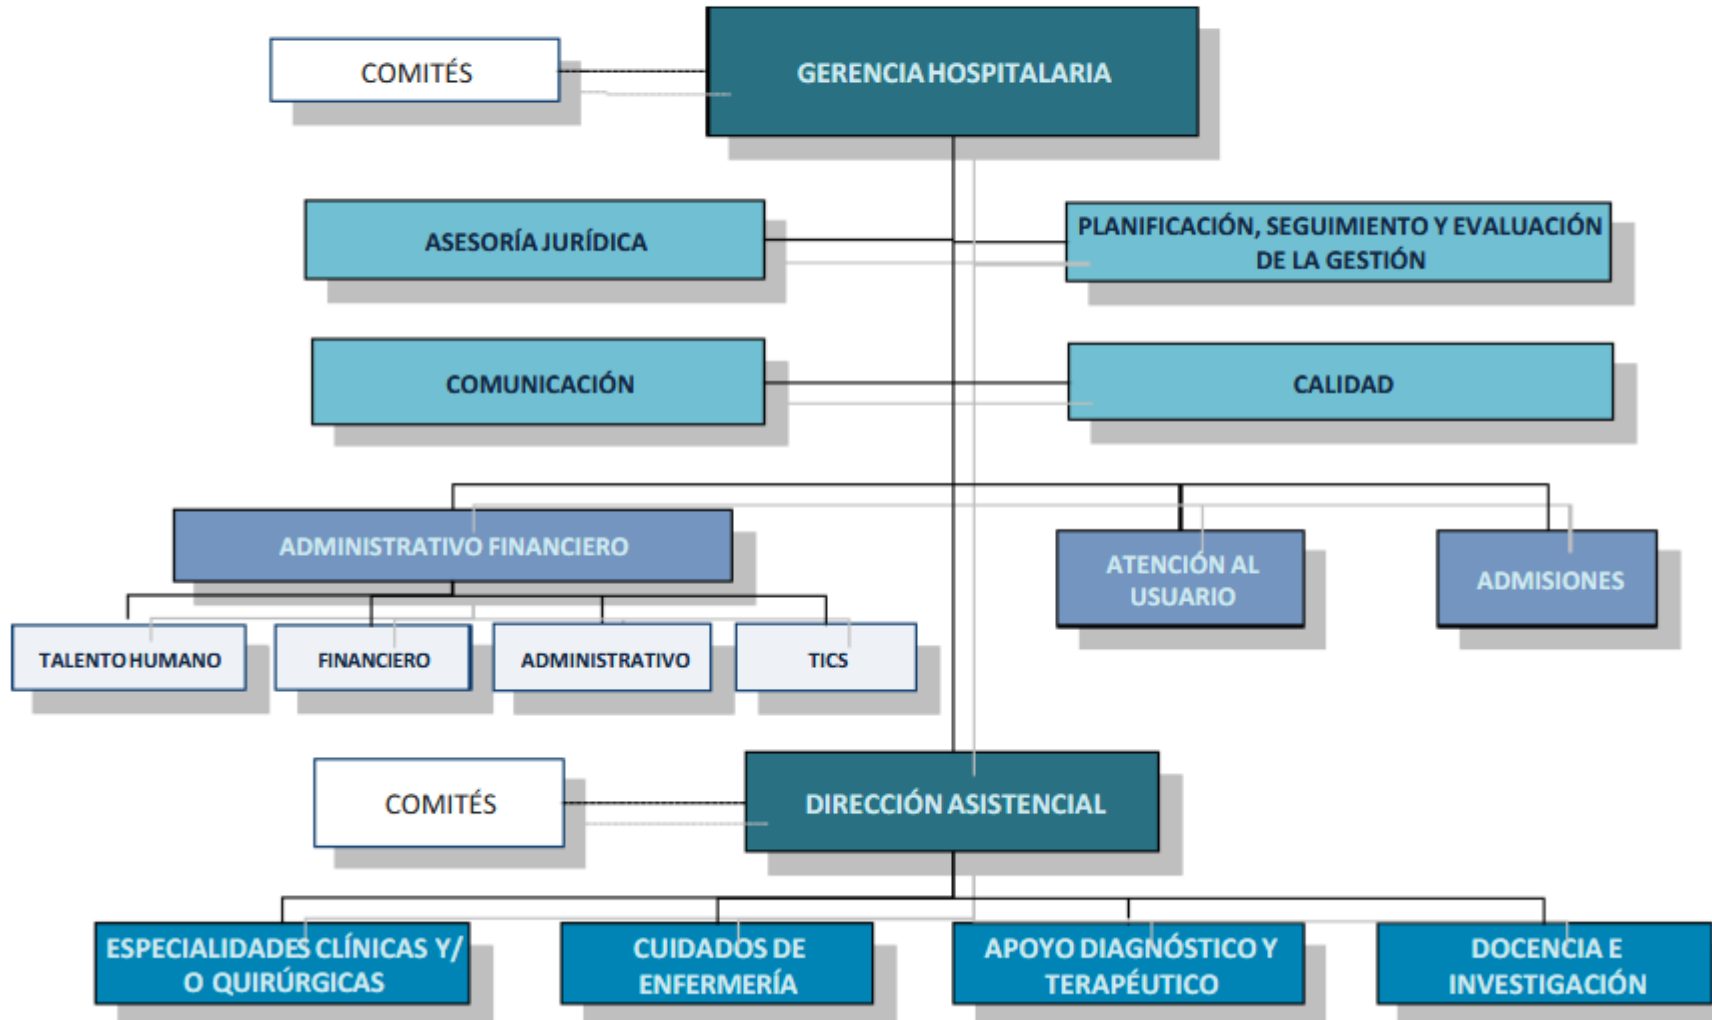 COMITÉS
GERENCIA HOSPITALARIA
ASESORÍA JURÍDICA
PLANIFICACIÓN, SEGUIMIENTO Y EVALUACIÓN
DE LA GESTIÓN
COMUNICACIÓN
CALIDAD
ADMINISTRATIVO FINANCIERO
ATENCIÓN AL
USUARIO
ADMISIONES
TALENTO HUMANO
FINANCIERO
ADMINISTRATIVO
TICS
COMITÉS
DIRECCIÓN ASISTENCIAL
ESPECIALIDADES CLÍNICAS Y/
O QUIRÚRGICAS
CUIDADOS DE
ENFERMERÍA
APOYO DIAGNÓSTICO Y
TERAPÉUTICO
DOCENCIA E
INVESTIGACIÓN